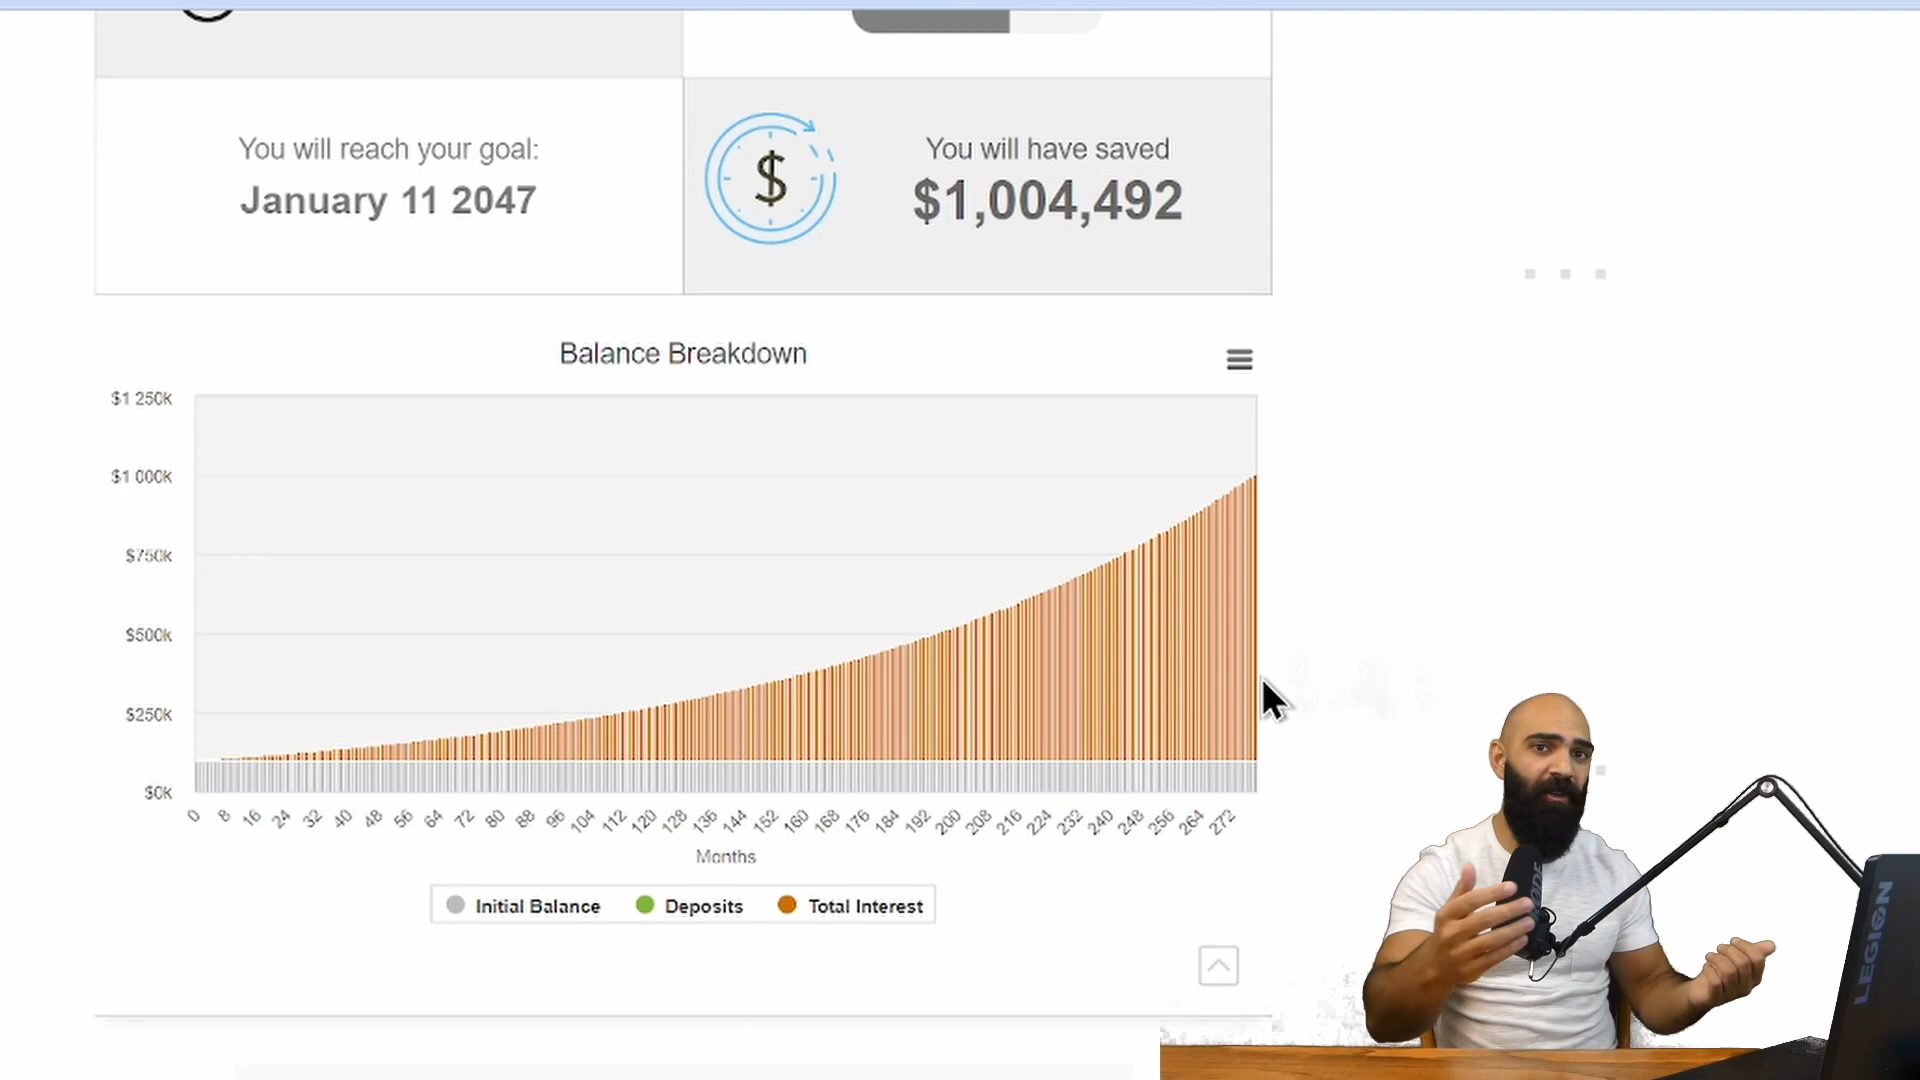 You will reach your goal:
January 11 2047
$
You will have saved
$1,004,492
Balance Breakdown
$1 250k
$1 000k
$750k
$500k
$250k
$0k
0 8 16 24 32 40 48 56 64 72 80 88 96 104 112 120 128 136 144 152 160 168 176 184 192 200 208 216 224 232 240 248 256 264 272
Months
Initial Balance
Deposits
Total Interest
RODE
LEGION